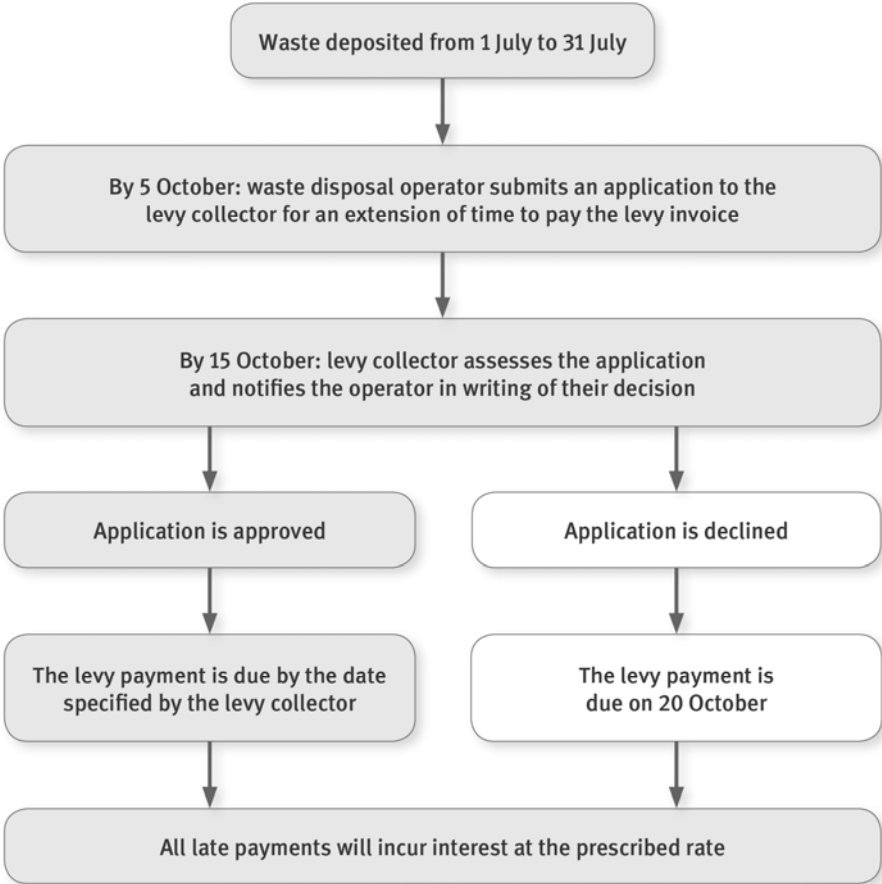 Waste deposited from 1 July to 31 July
By 5 October: waste disposal operator submits an application to the
levy collector for an extension of time to pay the levy invoice
By 15 October: levy collector assesses the application
and notifies the operator in writing of their decision
Application is approved
Application is declined
The levy payment is due by the date
specified by the levy collector
The levy payment is
due on 20 October
All late payments will incur interest at the prescribed rate